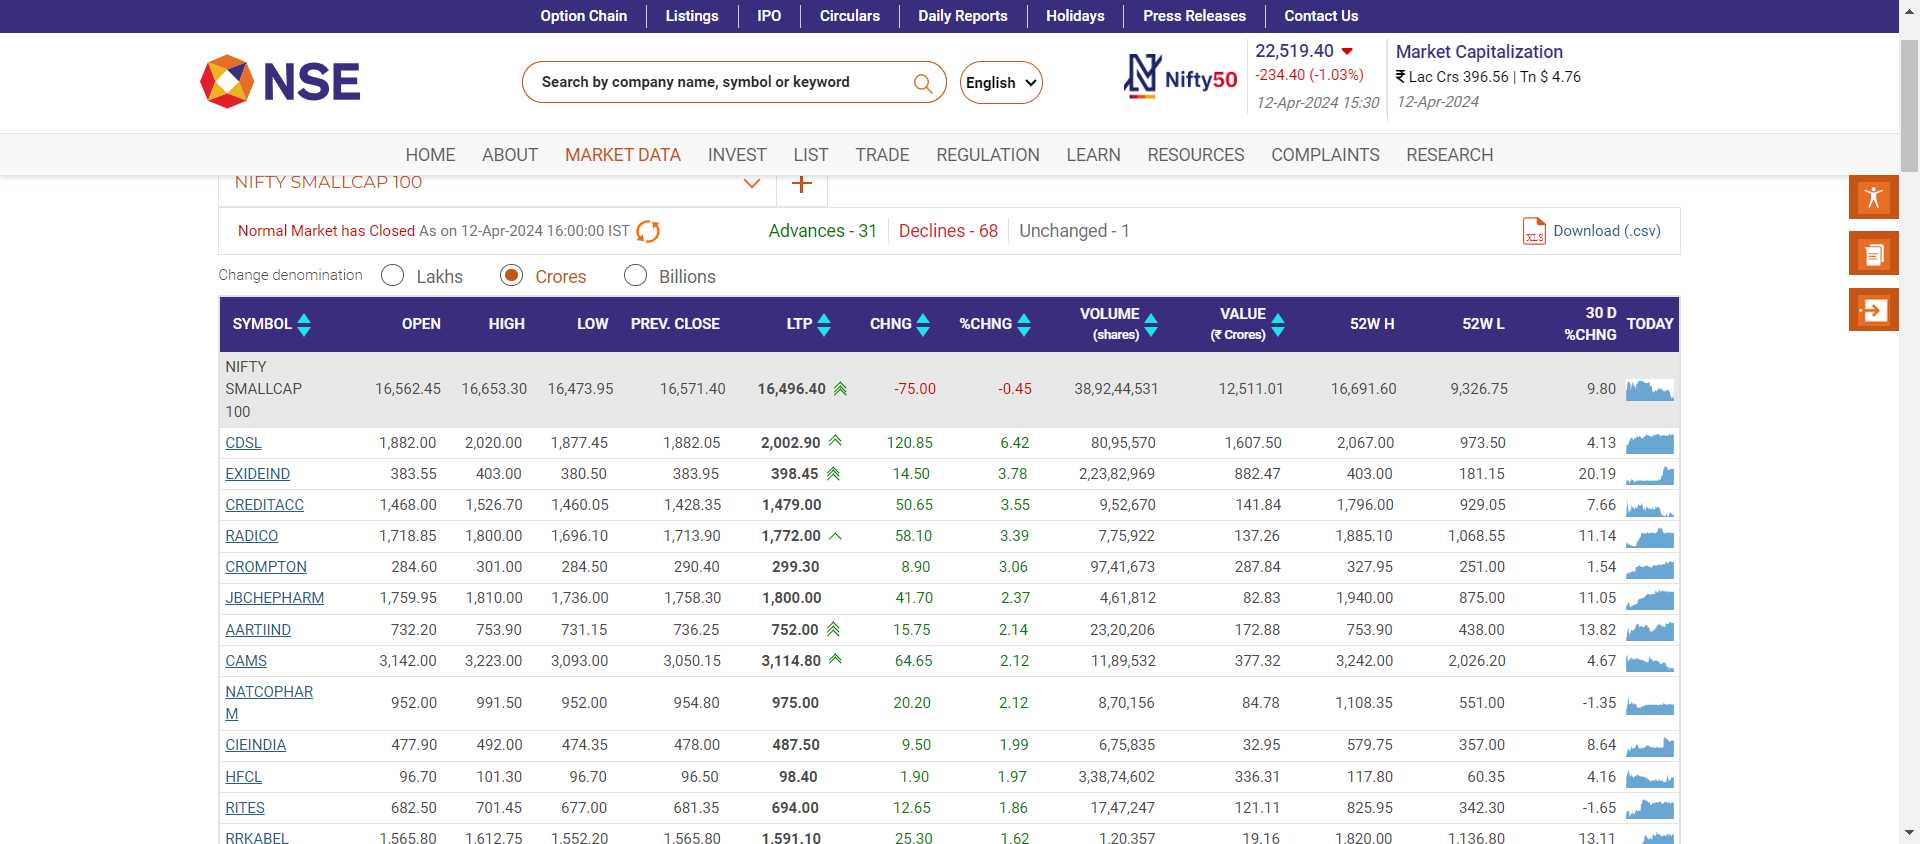 Option Chain Listings IPO Circulars Daily Reports Holidays Press Releases Contact Us
NSE
Search by company name, symbol or keyword
English
Nifty50
22,519.40
-234.40 (-1.03%)
12-Apr-2024 15:30
Market Capitalization
₹ Lac Crs 396.56 | Tn $ 4.76
12-Apr-2024
HOME ABOUT MARKET DATA INVEST LIST TRADE REGULATION LEARN RESOURCES COMPLAINTS RESEARCH
NIFTY SMALLCAP 100
Normal Market has Closed As on 12-Apr-2024 16:00:00 IST Advances - 31 Declines - 68 Unchanged - 1 XLS Download (.csv)
Change denomination Lakhs Crores Billions
SYMBOL OPEN HIGH LOW PREV. CLOSE LTP CHNG %CHNG VOLUME (shares) VALUE (₹ Crores) 52W H 52W L 30 D %CHNG TODAY
NIFTY SMALLCAP 100 16,562.45 16,653.30 16,473.95 16,571.40 16,496.40 -75.00 -0.45 38,92,44,531 12,511.01 16,691.60 9,326.75 9.80
CDSL 1,882.00 2,020.00 1,877.45 1,882.05 2,002.90 120.85 6.42 80,95,570 1,607.50 2,067.00 973.50 4.13
EXIDEIND 383.55 403.00 380.50 383.95 398.45 14.50 3.78 2,23,82,969 882.47 403.00 181.15 20.19
CREDITACC 1,468.00 1,526.70 1,460.05 1,428.35 1,479.00 50.65 3.55 9,52,670 141.84 1,796.00 929.05 7.66
RADICO 1,718.85 1,800.00 1,696.10 1,713.90 1,772.00 58.10 3.39 7,75,922 137.26 1,885.10 1,068.55 11.14
CROMPTON 284.60 301.00 284.50 290.40 299.30 8.90 3.06 97,41,673 287.84 327.95 251.00 1.54
JBCHEPHARM 1,759.95 1,810.00 1,736.00 1,758.30 1,800.00 41.70 2.37 4,61,812 82.83 1,940.00 875.00 11.05
AARTIIND 732.20 753.90 731.15 736.25 752.00 15.75 2.14 23,20,206 172.88 753.90 438.00 13.82
CAMS 3,142.00 3,223.00 3,093.00 3,050.15 3,114.80 64.65 2.12 11,89,532 377.32 3,242.00 2,026.20 4.67
NATCOPHARM 952.00 991.50 952.00 954.80 975.00 20.20 2.12 8,70,156 84.78 1,108.35 551.00 -1.35
CIEINDIA 477.90 492.00 474.35 478.00 487.50 9.50 1.99 6,75,835 32.95 579.75 357.00 8.64
HFCL 96.70 101.30 96.70 96.50 98.40 1.90 1.97 3,38,74,602 336.31 117.80 60.35 4.16
RITES 682.50 701.45 677.00 681.35 694.00 12.65 1.86 17,47,247 121.11 825.95 342.30 -1.65
RRKABEL 1,565.80 1,612.75 1,552.20 1,565.80 1,591.10 25.30 1.62 1,20,357 19.16 1,820.00 1,136.80 13.11